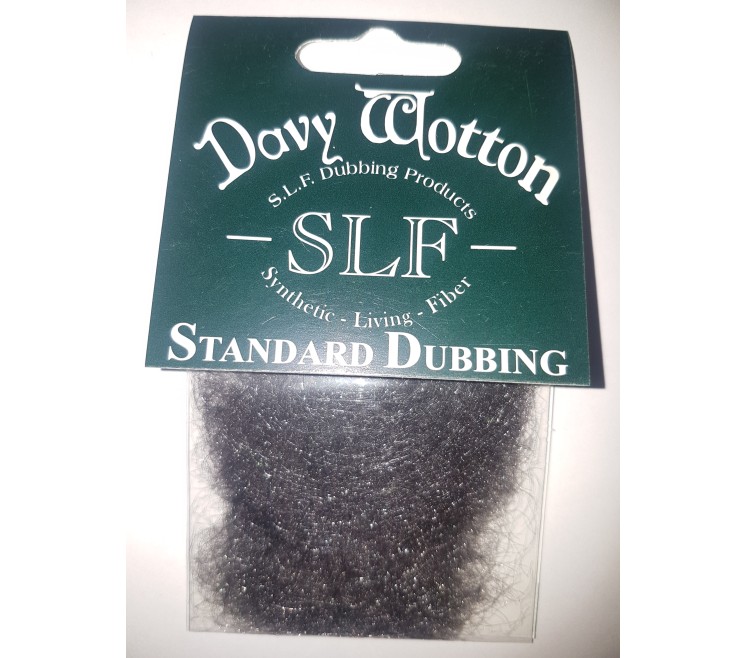 Davy Wotton
S.L.F. Dubbing Products
SLF
Synthetic - Living - Fiber
STANDARD DUBBING